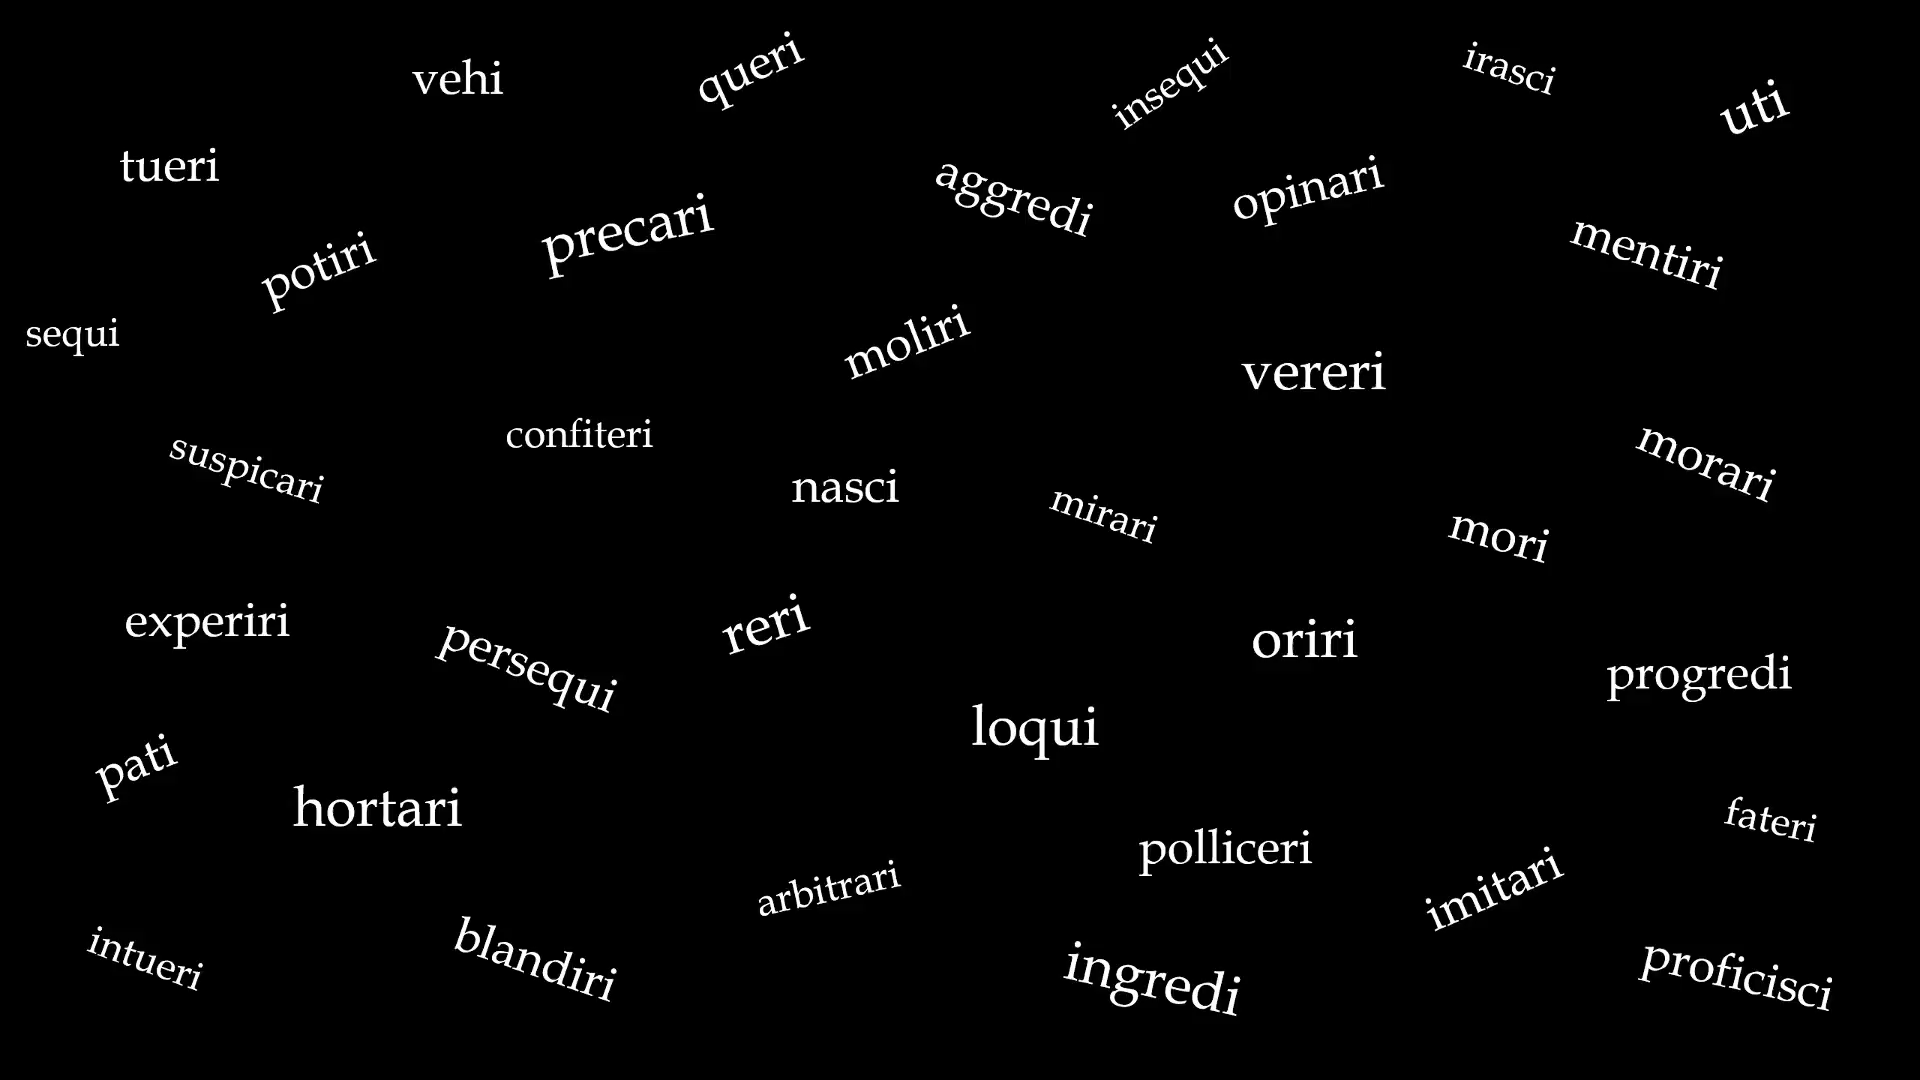 vehi
queri
insequi
irasci
uti
tueri
aggredi
opinari
precari
potiri
mentiri
sequi
moliri
vereri
confiteri
suspicari
morari
nasci
mirari
mori
experiri
persequi
reri
oriri
progredi
loqui
pati
hortari
fateri
polliceri
arbitrari
imitari
intueri
blandiri
ingredi
proficisci